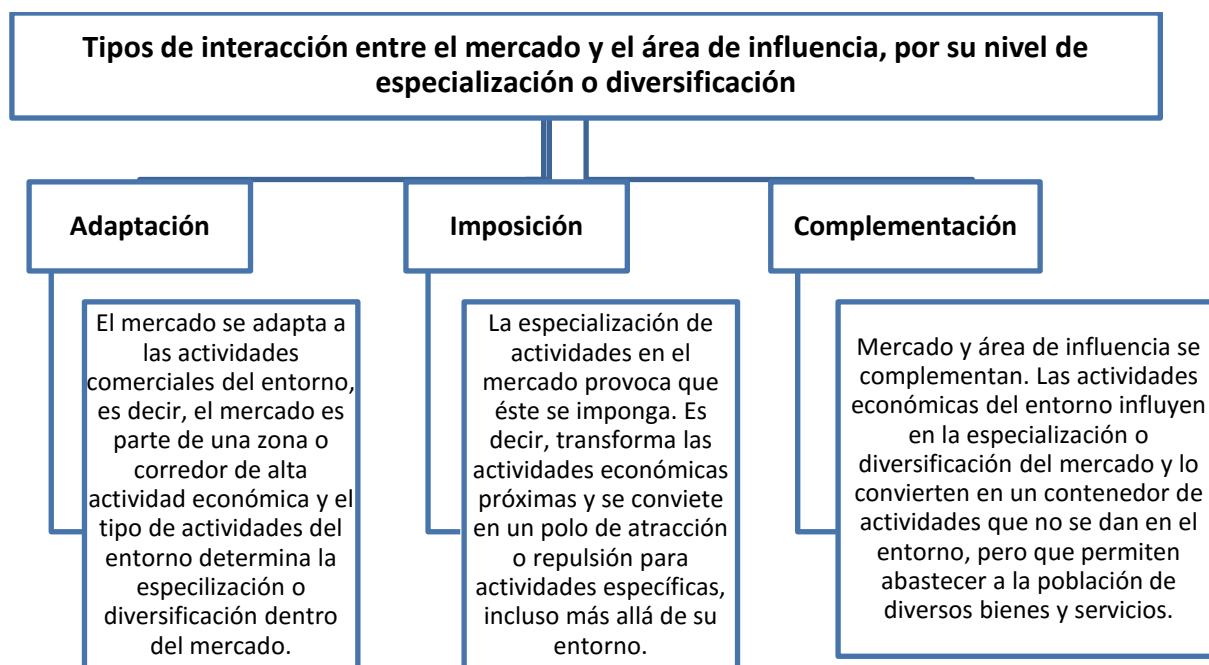 Tipos de interacción entre el mercado y el área de influencia, por su nivel de
especialización o diversificación
Adaptación
El mercado se adapta a
las actividades
comerciales del entorno,
es decir, el mercado es
parte de una zona o
corredor de alta
actividad económica y el
tipo de actividades del
entorno determina la
especilización o
diversificación dentro
del mercado.
Imposición
La especialización de
actividades en el
mercado provoca que
éste se imponga. Es
decir, transforma las
actividades económicas
próximas y se conviete
en un polo de atracción
o repulsión para
actividades específicas,
incluso más allá de su
entorno.
Complementación
Mercado y área de influencia se
complementan. Las actividades
económicas del entorno influyen
en la especialización o
diversificación del mercado y lo
convierten en un contenedor de
actividades que no se dan en el
entorno, pero que permiten
abastecer a la población de
diversos bienes y servicios.